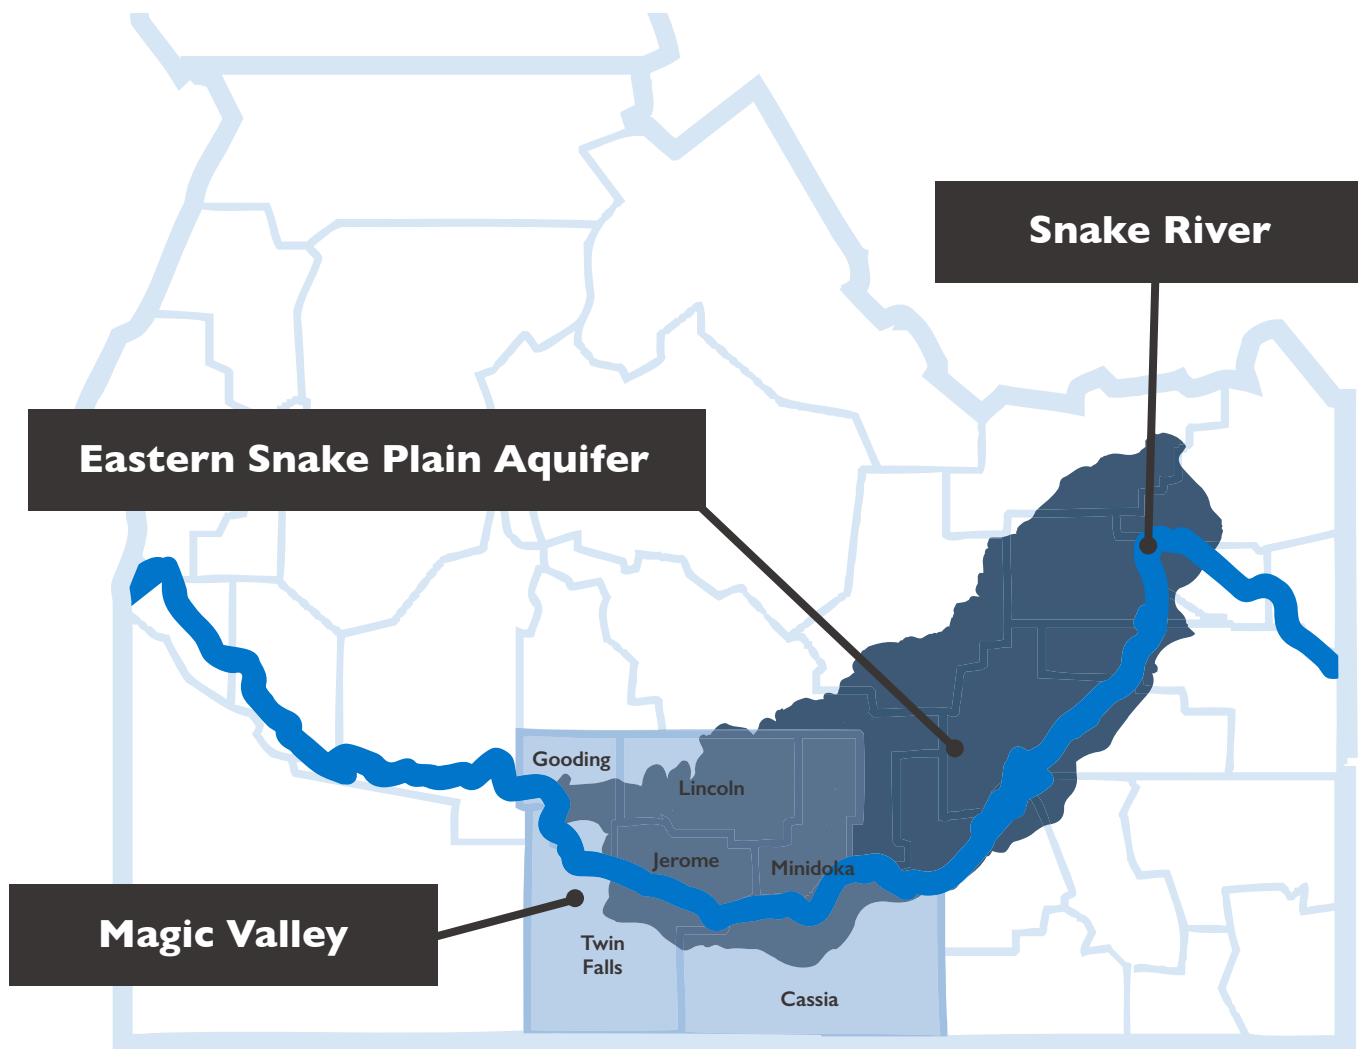 Snake River
Eastern Snake Plain Aquifer
Gooding
Lincoln
Jerome
Minidoka
Magic Valley
Twin
Falls
Cassia